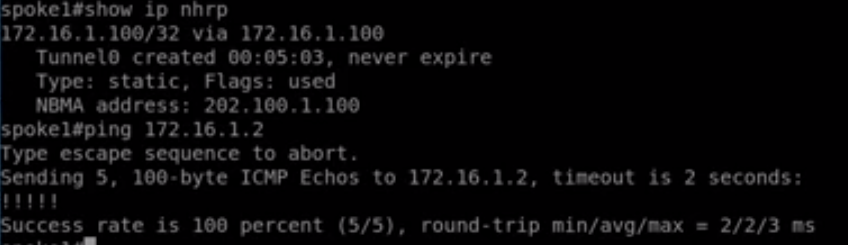 spoke1#show ip nhrp
172.16.1.100/32 via 172.16.1.100
Tunnel0 created 00:05:03, never expire
Type: static, Flags: used
NBMA address: 202.100.1.100
spoke1#ping 172.16.1.2
Type escape sequence to abort.
Sending 5, 100-byte ICMP Echos to 172.16.1.2, timeout is 2 seconds:
!!!!!
Success rate is 100 percent (5/5), round-trip min/avg/max = 2/2/3 ms